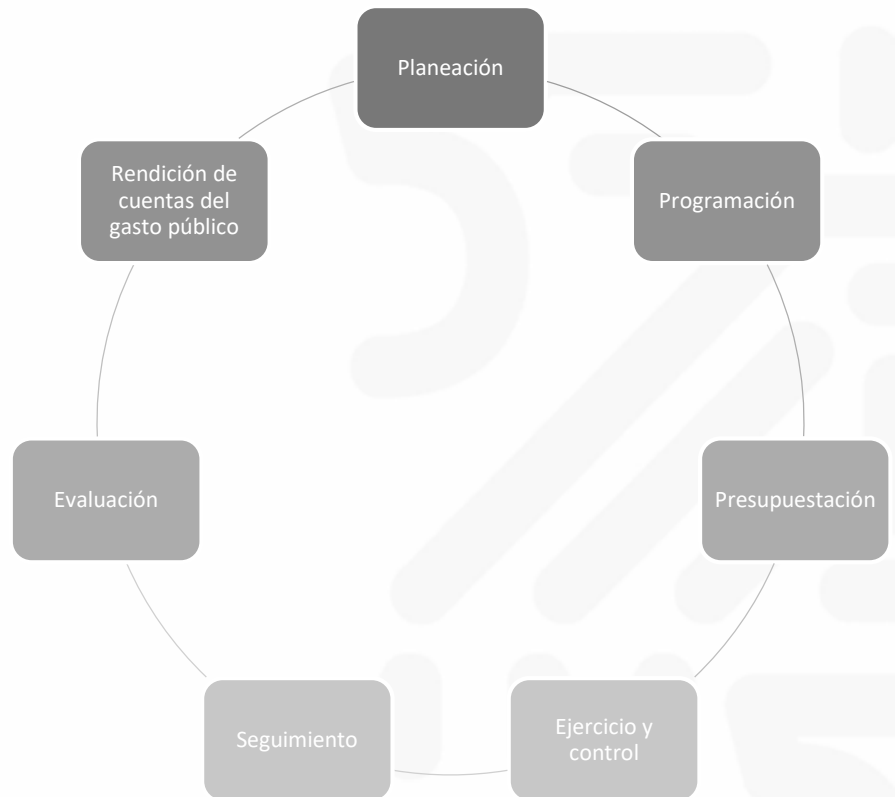 Planeación
Programación
Presupuestación
Ejercicio y
control
Seguimiento
Evaluación
Rendición de
cuentas del
gasto público